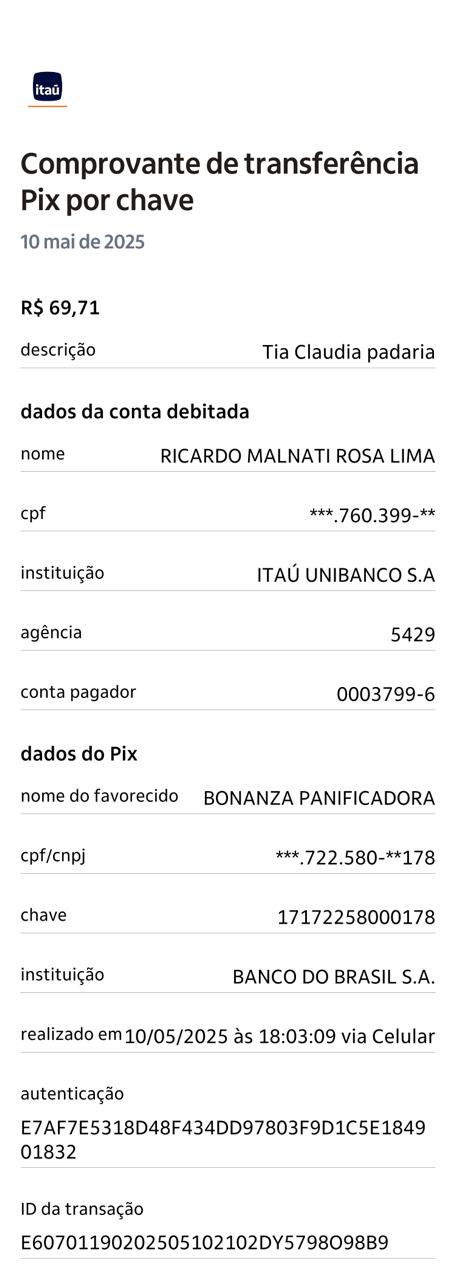 itaú
Comprovante de transferência
Pix por chave
10 mai de 2025
R$ 69,71
descrição Tia Claudia padaria
dados da conta debitada
nome RICARDO MALNATI ROSA LIMA
cpf ***.760.399-**
instituição ITAÚ UNIBANCO S.A
agência 5429
conta pagador 0003799-6
dados do Pix
nome do favorecido BONANZA PANIFICADORA
cpf/cnpj ***.722.580-**178
chave 17172258000178
instituição BANCO DO BRASIL S.A.
realizado em 10/05/2025 às 18:03:09 via Celular
autenticação
E7AF7E5318D48F434DD97803F9D1C5E1849
01832
ID da transação
E60701190202505102102DY5798O98B9